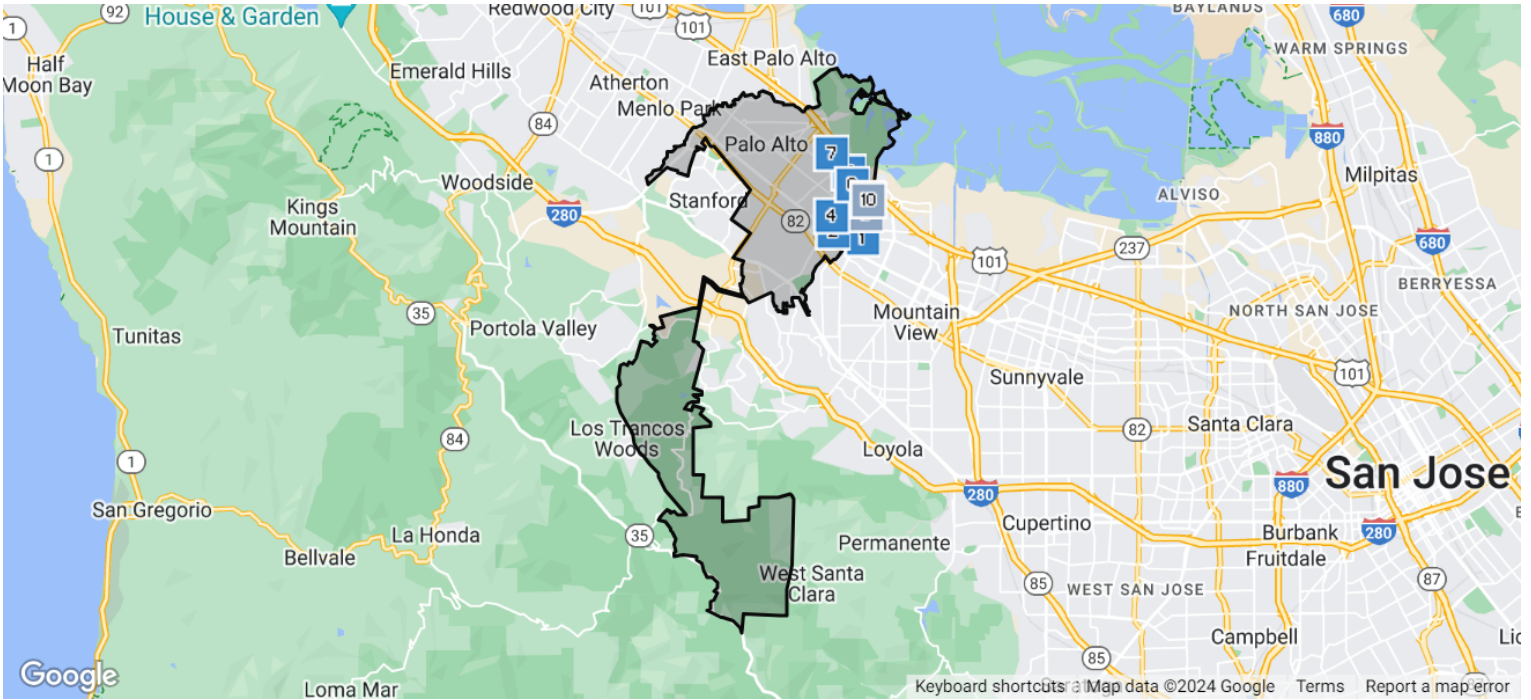 92
House & Garden
Redwood City
101
101
BAYLANDS
680
1
Half
Moon Bay
Emerald Hills
East Palo Alto
WARM SPRINGS
Atherton
Menlo Park
84
880
Palo Alto
7
1
Woodside
Milpitas
280
Stanford
10
ALVISO
Kings
Mountain
4
82
2
1
237
680
101
BERRYESSA
35
Portola Valley
Mountain
View
NORTH SAN JOSE
Tunitas
101
Sunnyvale
Los Trancos
Woods
84
82
Santa Clara
Loyola
1
San Jose
280
880
San Gregorio
La Honda
35
Cupertino
Burbank
280
Bellvale
Permanente
Fruitdale
West Santa
Clara
85
WEST SAN JOSE
87
Campbell
85
Google
Loma Mar
Keyboard shortcuts
Map data ©2024 Google
Terms
Report a map error